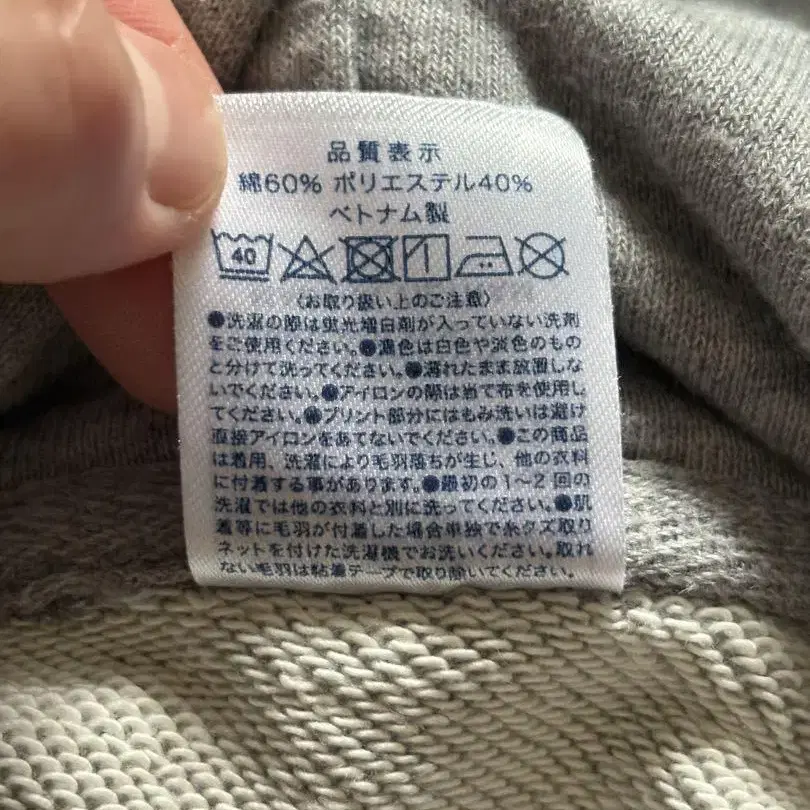 品質表示
綿60% ポリエステル40%
ベトナム製
40
〈お取り扱い上のご注意〉
●洗濯の際は蛍光増白剤が入っていない洗剤
をご使用ください。●濃色は白色や淡色のもの
と分けて洗ってください。●濡れたまま放置しな
いでください。●アイロンの際は当て布を使用し
てください。●プリント部分にはもみ洗いは避け
直接アイロンをあてないでください。●この商品
は着用、洗濯により毛羽落ちが生じ、他の衣料
に付着する事があります。●最初の1〜2回の
洗濯では他の衣料と別に洗ってください。●肌
着等に毛羽が付着した場合単独で糸クズ取り
ネットを付けた洗濯機でお洗いください。取れ
ない毛羽は粘着テープで取り除いてください。